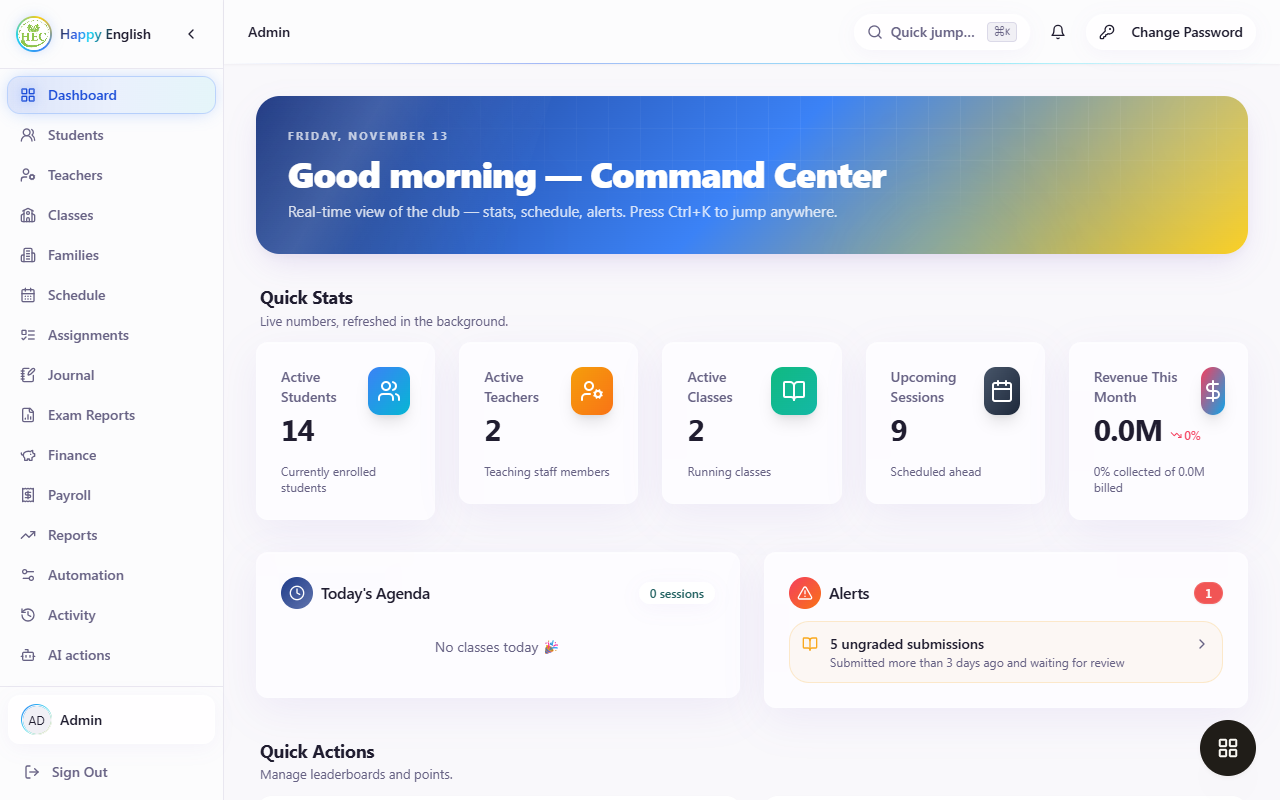 HEC
Happy English
Admin
Quick jump...
⌘K
Change Password
Dashboard
Students
Teachers
Classes
Families
Schedule
Assignments
Journal
Exam Reports
Finance
Payroll
Reports
Automation
Activity
AI actions
AD
Admin
Sign Out
FRIDAY, NOVEMBER 13
Good morning — Command Center
Real-time view of the club — stats, schedule, alerts. Press Ctrl+K to jump anywhere.
Quick Stats
Live numbers, refreshed in the background.
Active
Students
14
Currently enrolled
students
Active
Teachers
2
Teaching staff members
Active
Classes
2
Running classes
Upcoming
Sessions
9
Scheduled ahead
Revenue This
Month
0.0M
0%
0% collected of 0.0M
billed
Today's Agenda
0 sessions
No classes today 🎉
Alerts
1
5 ungraded submissions
Submitted more than 3 days ago and waiting for review
Quick Actions
Manage leaderboards and points.